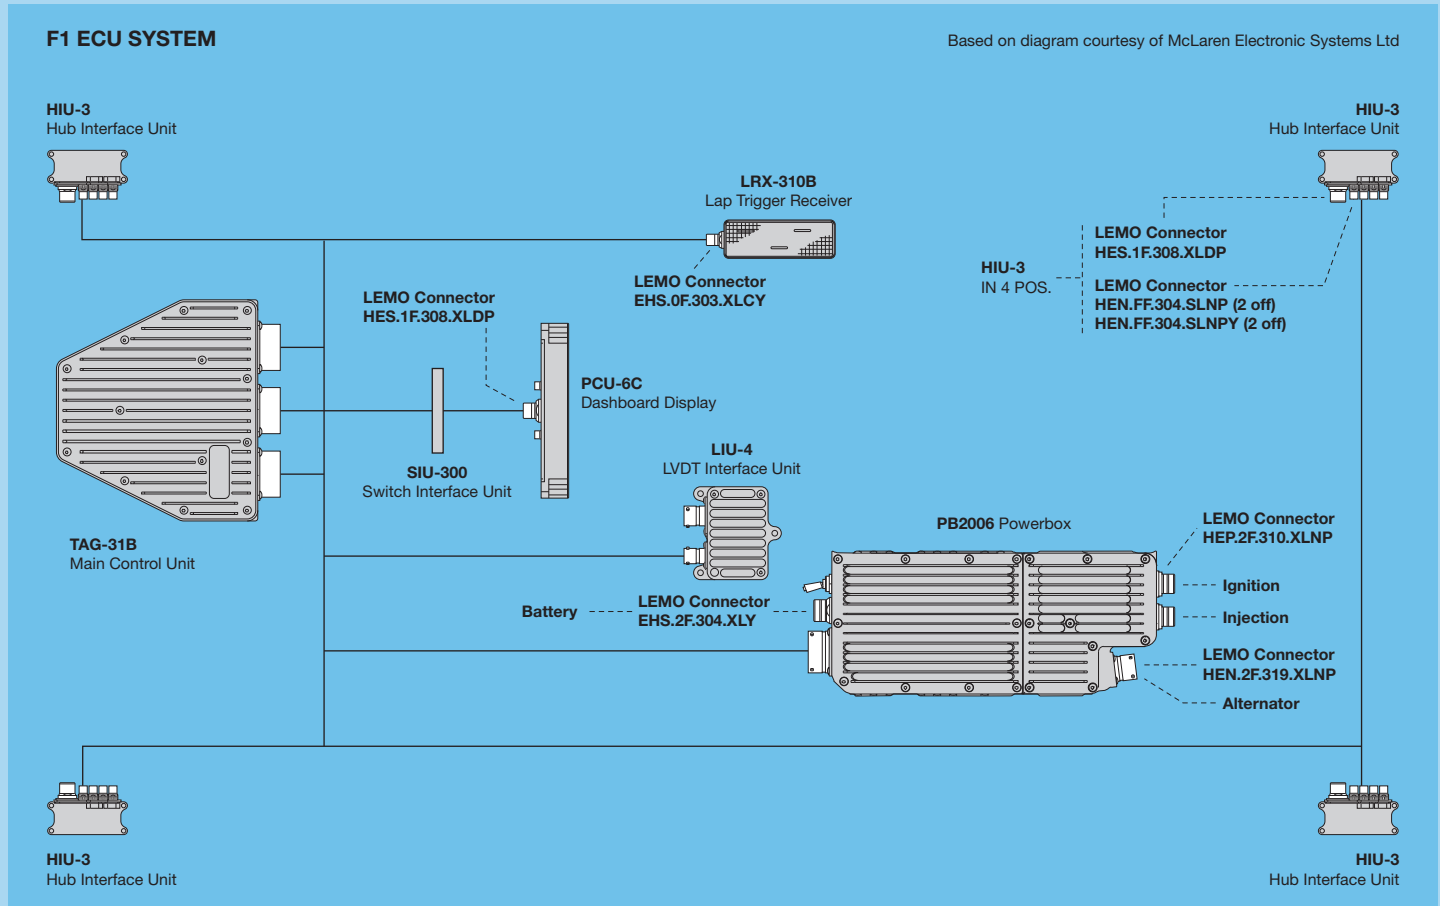 F1 ECU SYSTEM
Based on diagram courtesy of McLaren Electronic Systems Ltd
HIU-3
Hub Interface Unit
HIU-3
Hub Interface Unit
LRX-310B
Lap Trigger Receiver
LEMO Connector
EHS.0F.303.XLCY
HIU-3
IN 4 POS.
LEMO Connector
HES.1F.308.XLDP
LEMO Connector
HEN.FF.304.SLNP (2 off)
HEN.FF.304.SLNPY (2 off)
LEMO Connector
HES.1F.308.XLDP
PCU-6C
Dashboard Display
SIU-300
Switch Interface Unit
LIU-4
LVDT Interface Unit
TAG-31B
Main Control Unit
PB2006 Powerbox
LEMO Connector
HEP.2F.310.XLNP
Ignition
Injection
Battery
LEMO Connector
EHS.2F.304.XLY
LEMO Connector
HEN.2F.319.XLNP
Alternator
HIU-3
Hub Interface Unit
HIU-3
Hub Interface Unit